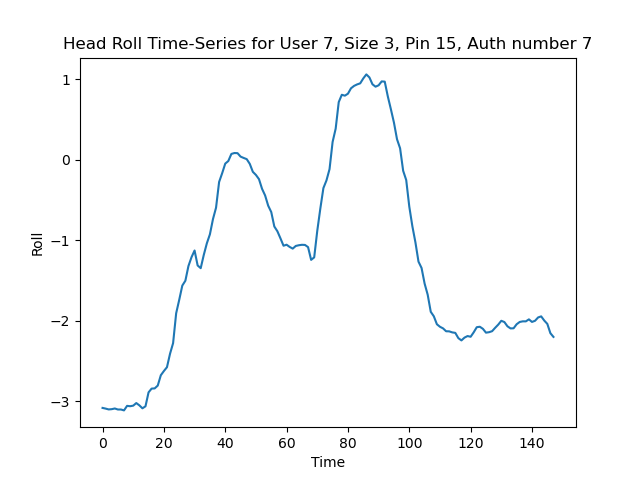 Head Roll Time-Series for User 7, Size 3, Pin 15, Auth number 7
1
0
−1
−2
−3
Roll
0 20 40 60 80 100 120 140
Time